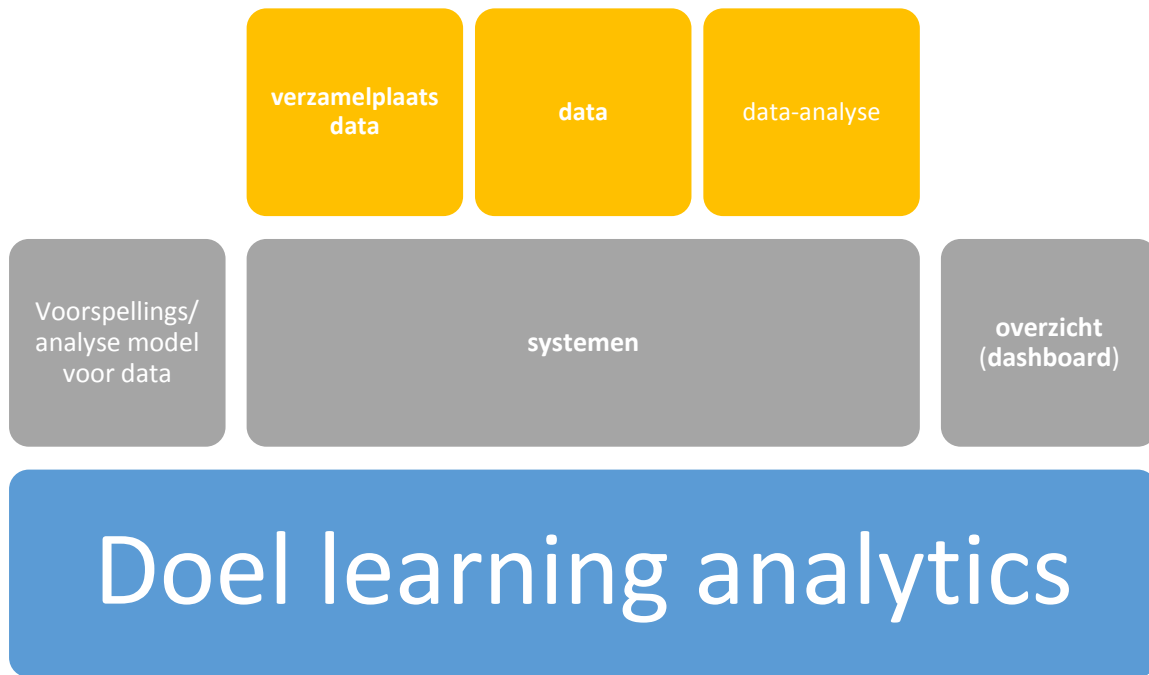 verzamelplaats
data
data
data-analyse
Voorspellings/
analyse model
voor data
systemen
overzicht
(dashboard)
Doel learning analytics